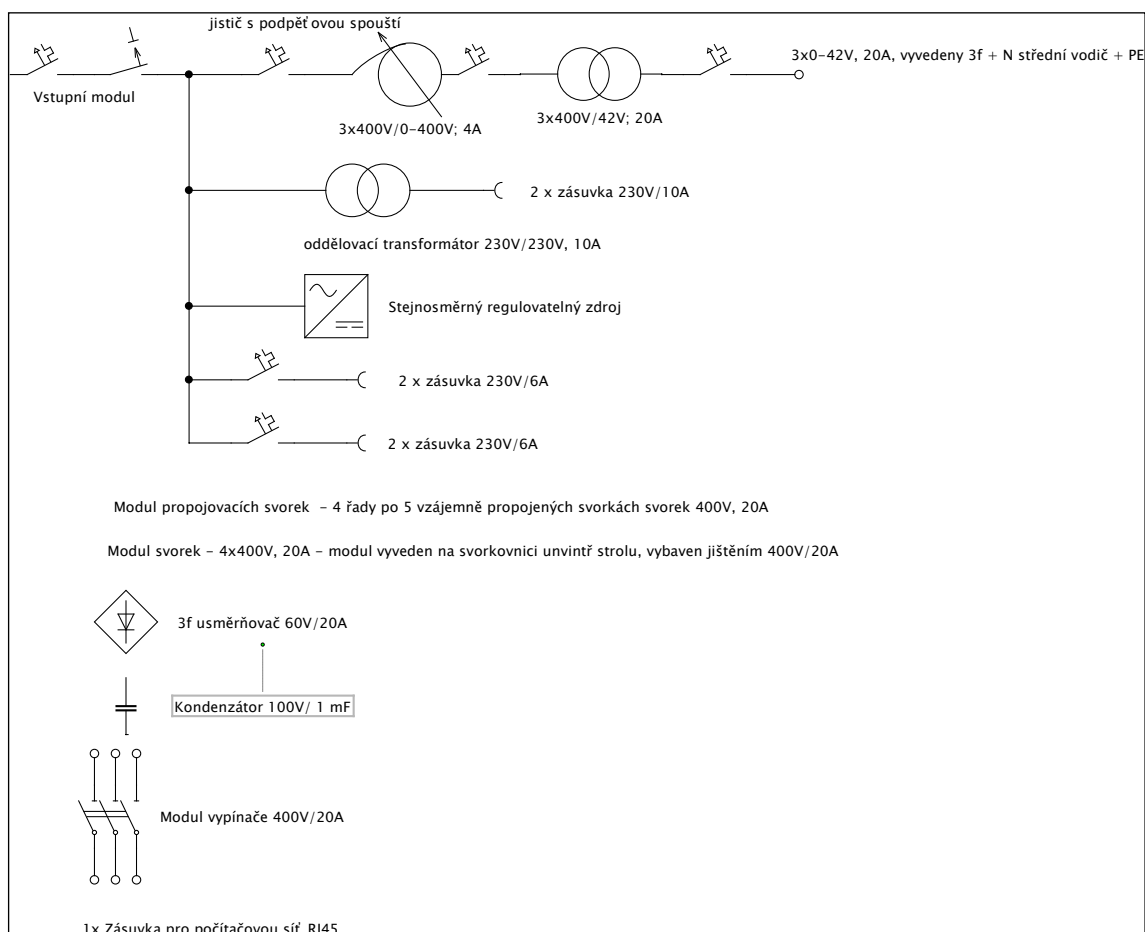 jistič s podpěťovou spouští
3x0-42V, 20A, vyvedeny 3f + N střední vodič + PE
Vstupní modul
3x400V/0-400V; 4A
3x400V/42V; 20A
2 x zásuvka 230V/10A
oddělovací transformátor 230V/230V, 10A
Stejnosměrný regulovatelný zdroj
2 x zásuvka 230V/6A
2 x zásuvka 230V/6A
Modul propojovacích svorek - 4 řady po 5 vzájemně propojených svorkách svorek 400V, 20A
Modul svorek - 4x400V, 20A - modul vyveden na svorkovnici unvintř strolu, vybaven jištěním 400V/20A
3f usměrňovač 60V/20A
Kondenzátor 100V/ 1 mF
Modul vypínače 400V/20A
1x Zásuvka pro počítačovou síť RJ45